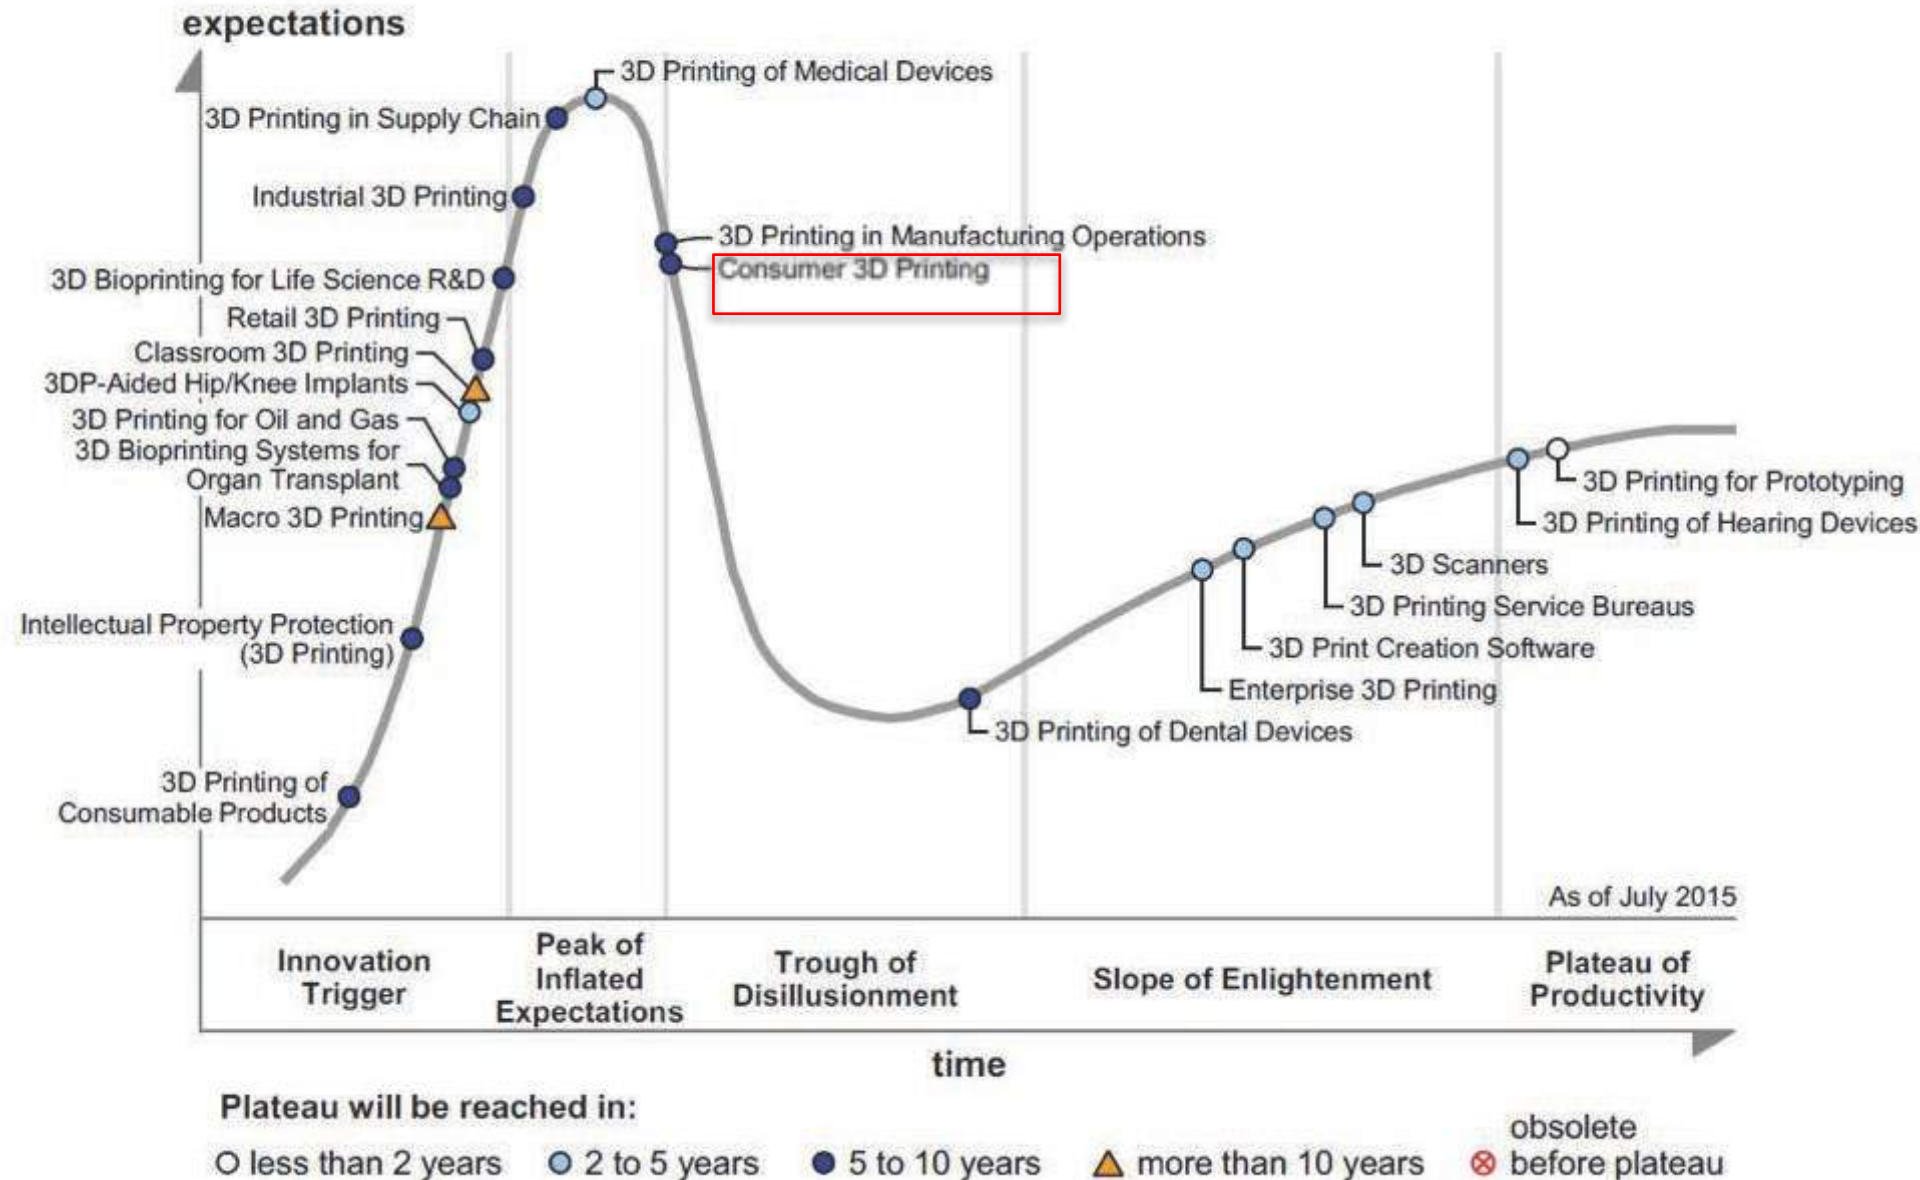 expectations
3D Printing of Medical Devices
3D Printing in Supply Chain
Industrial 3D Printing
3D Printing in Manufacturing Operations
Consumer 3D Printing
3D Bioprinting for Life Science R&D
Retail 3D Printing
Classroom 3D Printing
3DP-Aided Hip/Knee Implants
3D Printing for Oil and Gas
3D Bioprinting Systems for
Organ Transplant
Macro 3D Printing
Intellectual Property Protection
(3D Printing)
3D Printing of
Consumable Products
3D Printing for Prototyping
3D Printing of Hearing Devices
3D Scanners
3D Printing Service Bureaus
3D Print Creation Software
Enterprise 3D Printing
3D Printing of Dental Devices
As of July 2015
Innovation
Trigger
Peak of
Inflated
Expectations
Trough of
Disillusionment
Slope of Enlightenment
Plateau of
Productivity
time
Plateau will be reached in:
less than 2 years
2 to 5 years
5 to 10 years
more than 10 years
obsolete
before plateau